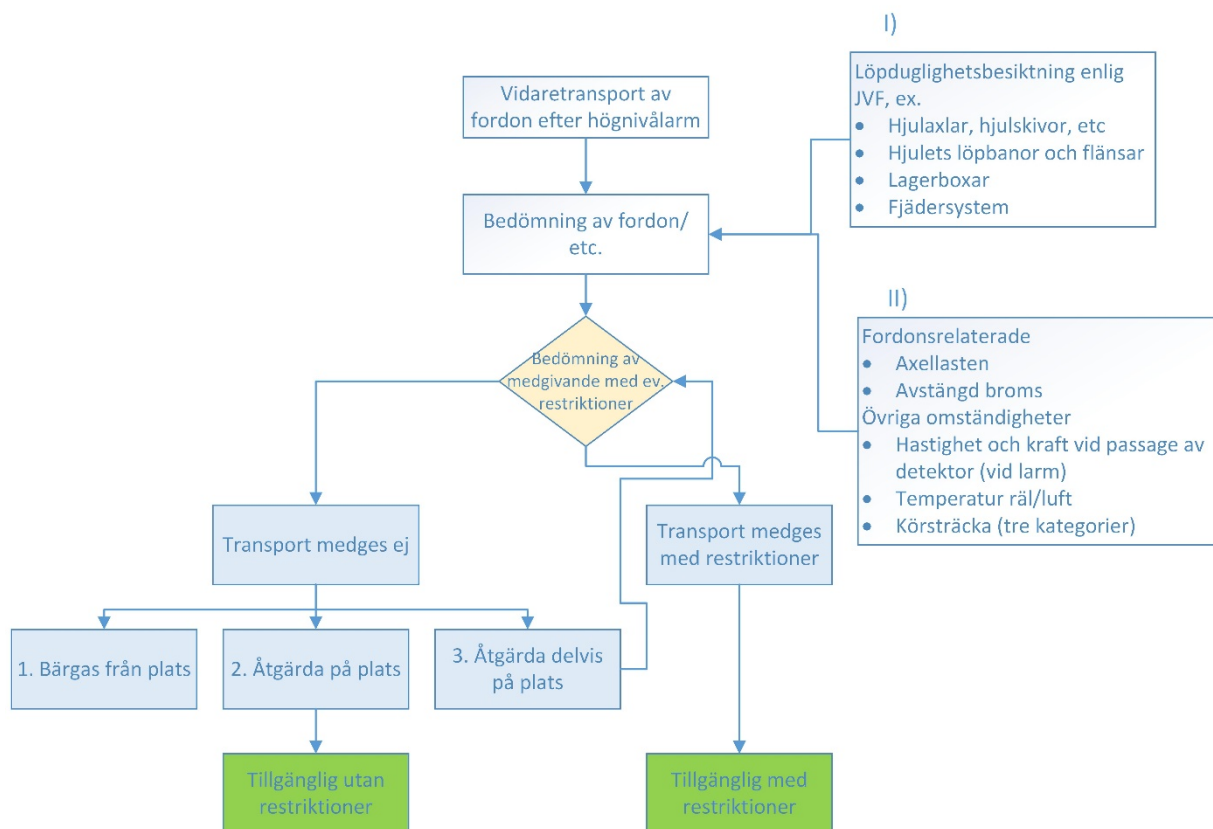 I)
Löpduglighetsbesiktning enlig
JVF, ex.
• Hjulaxlar, hjulskivor, etc
• Hjulets löpbanor och flänsar
• Lagerboxar
• Fjädersystem
Vidaretransport av
fordon efter högnivålarm
Bedömning av fordon/
etc.
II)
Fordonsrelaterade
• Axellasten
• Avstängd broms
Övriga omständigheter
• Hastighet och kraft vid passage av
detektor (vid larm)
• Temperatur räl/luft
• Körsträcka (tre kategorier)
Bedömning av
medgivande med ev.
restriktioner
Transport medges ej
Transport medges
med restriktioner
1. Bärgas från plats
2. Åtgärda på plats
3. Åtgärda delvis
på plats
Tillgänglig utan
restriktioner
Tillgänglig med
restriktioner